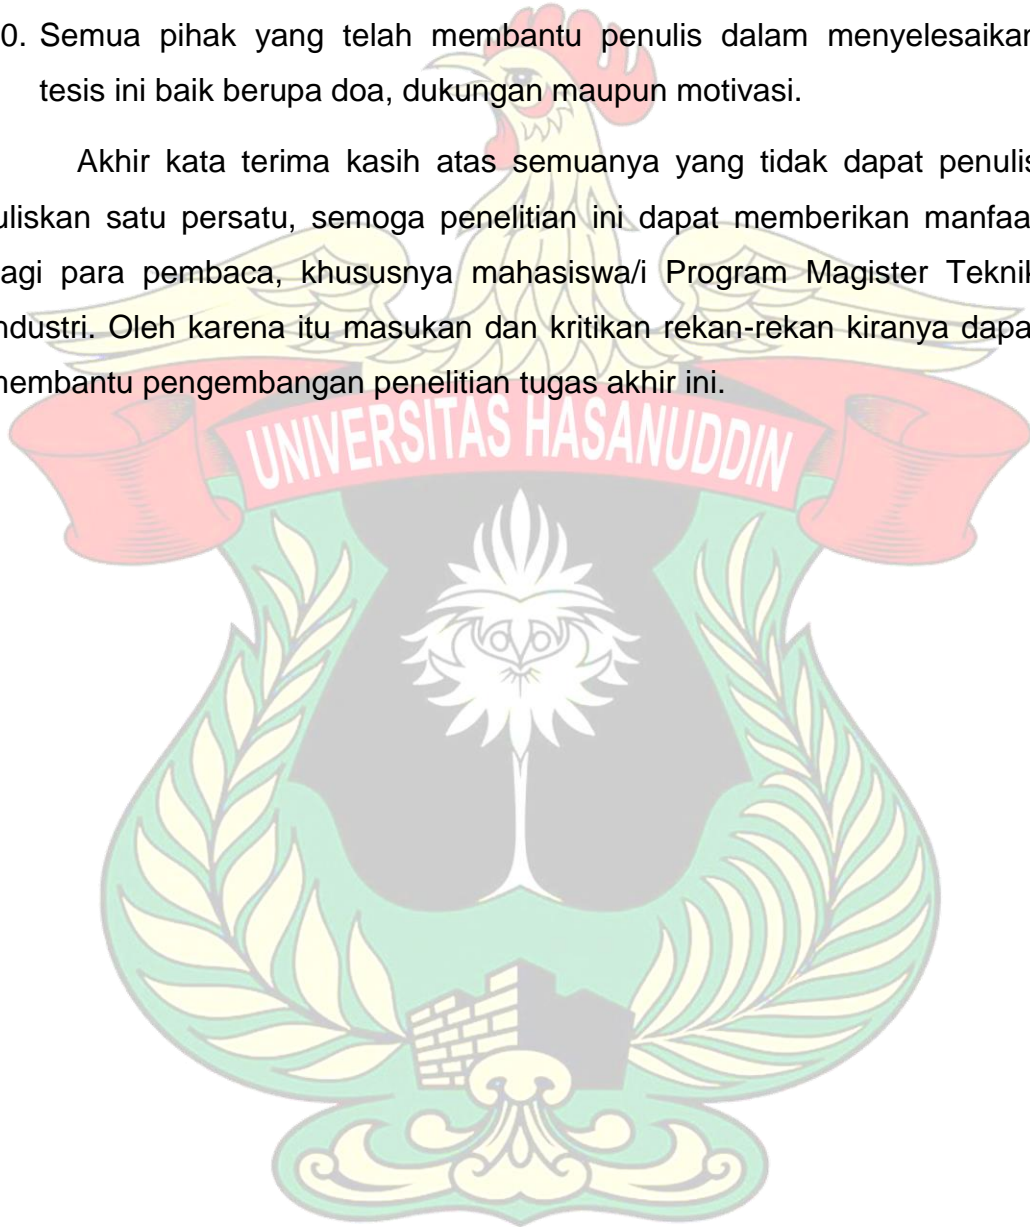 0. Semua pihak yang telah membantu penulis dalam menyelesaikan
tesis ini baik berupa doa, dukungan maupun motivasi.
Akhir kata terima kasih atas semuanya yang tidak dapat penulis
uliskan satu persatu, semoga penelitian ini dapat memberikan manfaa
agi para pembaca, khususnya mahasiswa/i Program Magister Teknik
ndustri. Oleh karena itu masukan dan kritikan rekan-rekan kiranya dapa
nembantu pengembangan penelitian tugas akhir ini.
UNIVERSITAS HASANUDDIN